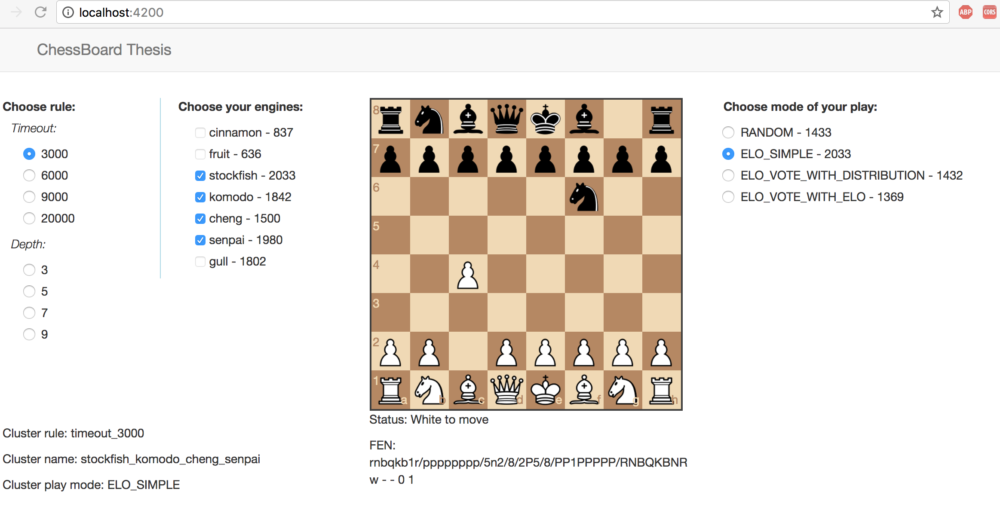 localhost:4200
ABP
CORS
ChessBoard Thesis
Choose rule:
Timeout:
3000
6000
9000
20000
Depth:
3
5
7
9
Choose your engines:
cinnamon - 837
fruit - 636
stockfish - 2033
komodo - 1842
cheng - 1500
senpai - 1980
gull - 1802
8
7
6
5
4
3
2
1
a b c d e f g h
Status: White to move
FEN:
rnbqkb1r/pppppppp/5n2/8/2P5/8/PP1PPPPP/RNBQKBNR
w - - 0 1
Choose mode of your play:
RANDOM - 1433
ELO_SIMPLE - 2033
ELO_VOTE_WITH_DISTRIBUTION - 1432
ELO_VOTE_WITH_ELO - 1369
Cluster rule: timeout_3000
Cluster name: stockfish_komodo_cheng_senpai
Cluster play mode: ELO_SIMPLE